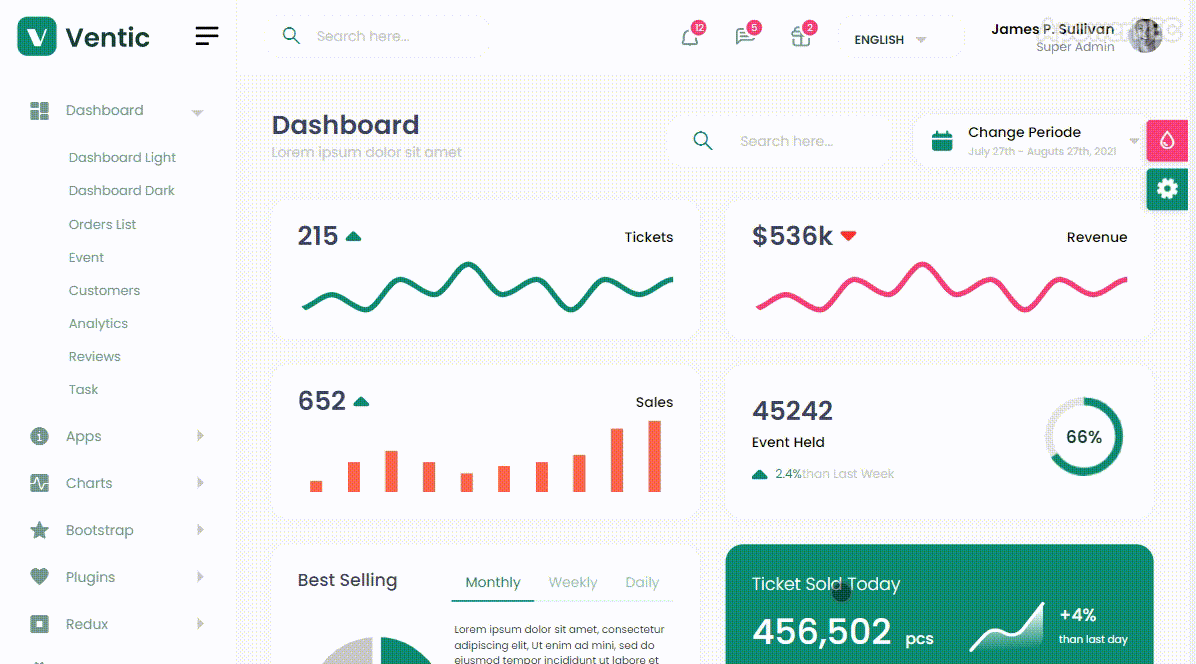 Ventic
Search here...
12
5
2
ENGLISH
James P. Sullivan
Super Admin
Dashboard
Dashboard Light
Dashboard Dark
Orders List
Event
Customers
Analytics
Reviews
Task
Apps
Charts
Bootstrap
Plugins
Redux
Dashboard
Lorem ipsum dolor sit amet
Search here...
Change Periode
July 27th - Auguts 27th, 2021
215
Tickets
$536k
Revenue
652
Sales
45242
Event Held
2.4%than Last Week
66%
Best Selling
Monthly
Weekly
Daily
Lorem ipsum dolor sit amet, consectetur
adipiscing elit, Ut enim ad mini, sed do
eiusmod tempor incididunt ut labore et
Ticket Sold Today
456,502 pcs
+4%
than last day